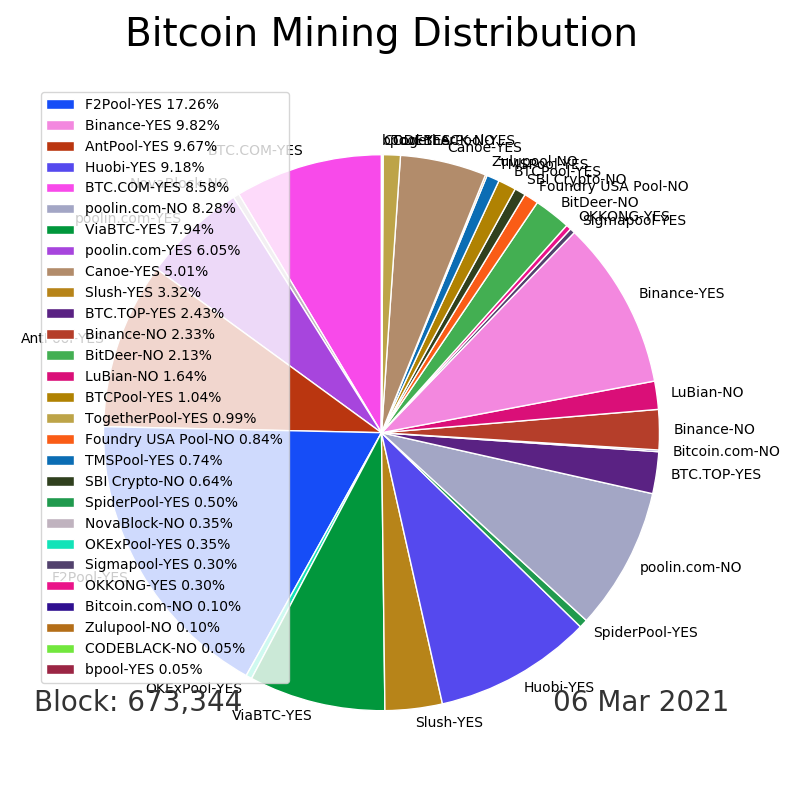 Bitcoin Mining Distribution
F2Pool-YES 17.26%
Binance-YES 9.82%
AntPool-YES 9.67%
Huobi-YES 9.18%
BTC.COM-YES 8.58%
poolin.com-NO 8.28%
ViaBTC-YES 7.94%
poolin.com-YES 6.05%
Canoe-YES 5.01%
Slush-YES 3.32%
BTC.TOP-YES 2.43%
Binance-NO 2.33%
BitDeer-NO 2.13%
LuBian-NO 1.64%
BTCPool-YES 1.04%
TogetherPool-YES 0.99%
Foundry USA Pool-NO 0.84%
TMSPool-YES 0.74%
SBI Crypto-NO 0.64%
SpiderPool-YES 0.50%
NovaBlock-NO 0.35%
OKExPool-YES 0.35%
Sigmapool-YES 0.30%
OKKONG-YES 0.30%
Bitcoin.com-NO 0.10%
Zulupool-NO 0.10%
CODEBLACK-NO 0.05%
bpool-YES 0.05%
Canoe-YES
Zulupool-NO
TMSPool-YES
BTCPool-YES
SBI Crypto-NO
Foundry USA Pool-NO
BitDeer-NO
OKKONG-YES
Sigmapool-YES
Binance-YES
LuBian-NO
Binance-NO
Bitcoin.com-NO
BTC.TOP-YES
poolin.com-NO
SpiderPool-YES
Huobi-YES
Slush-YES
ViaBTC-YES
OKExPool-YES
F2Pool-YES
AntPool-YES
poolin.com-YES
NovaBlock-NO
BTC.COM-YES
Block: 673,344
06 Mar 2021